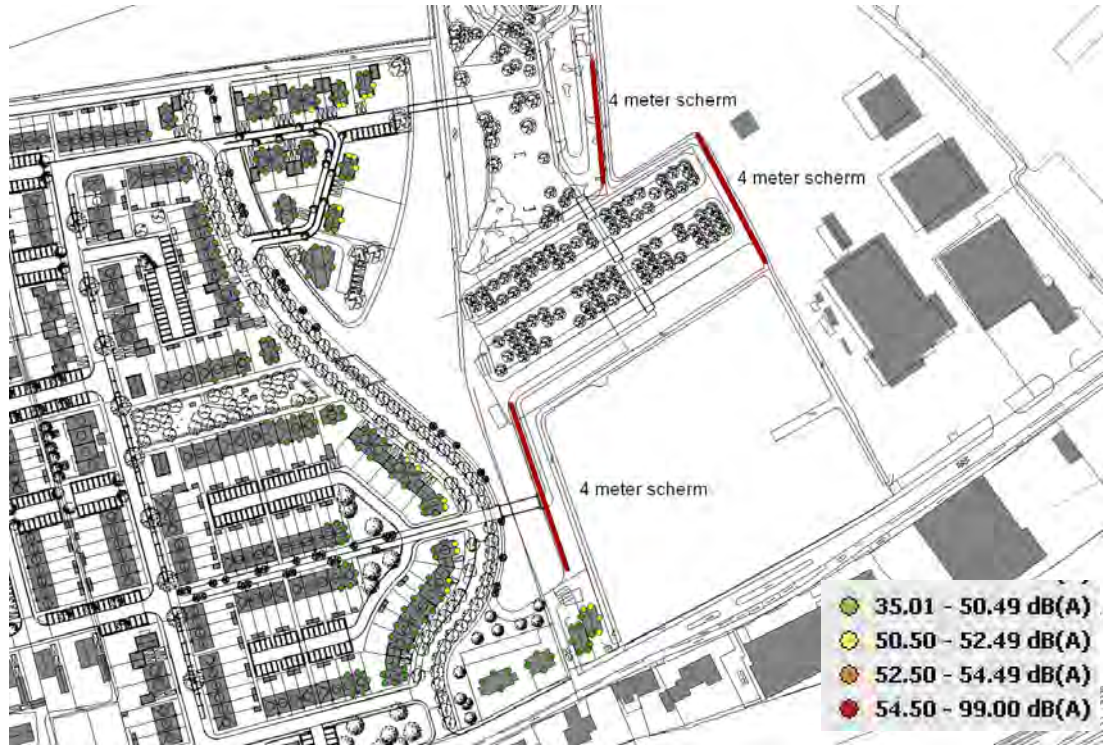 4 meter scherm
4 meter scherm
4 meter scherm
35.01 - 50.49 dB(A)
50.50 - 52.49 dB(A)
52.50 - 54.49 dB(A)
54.50 - 99.00 dB(A)